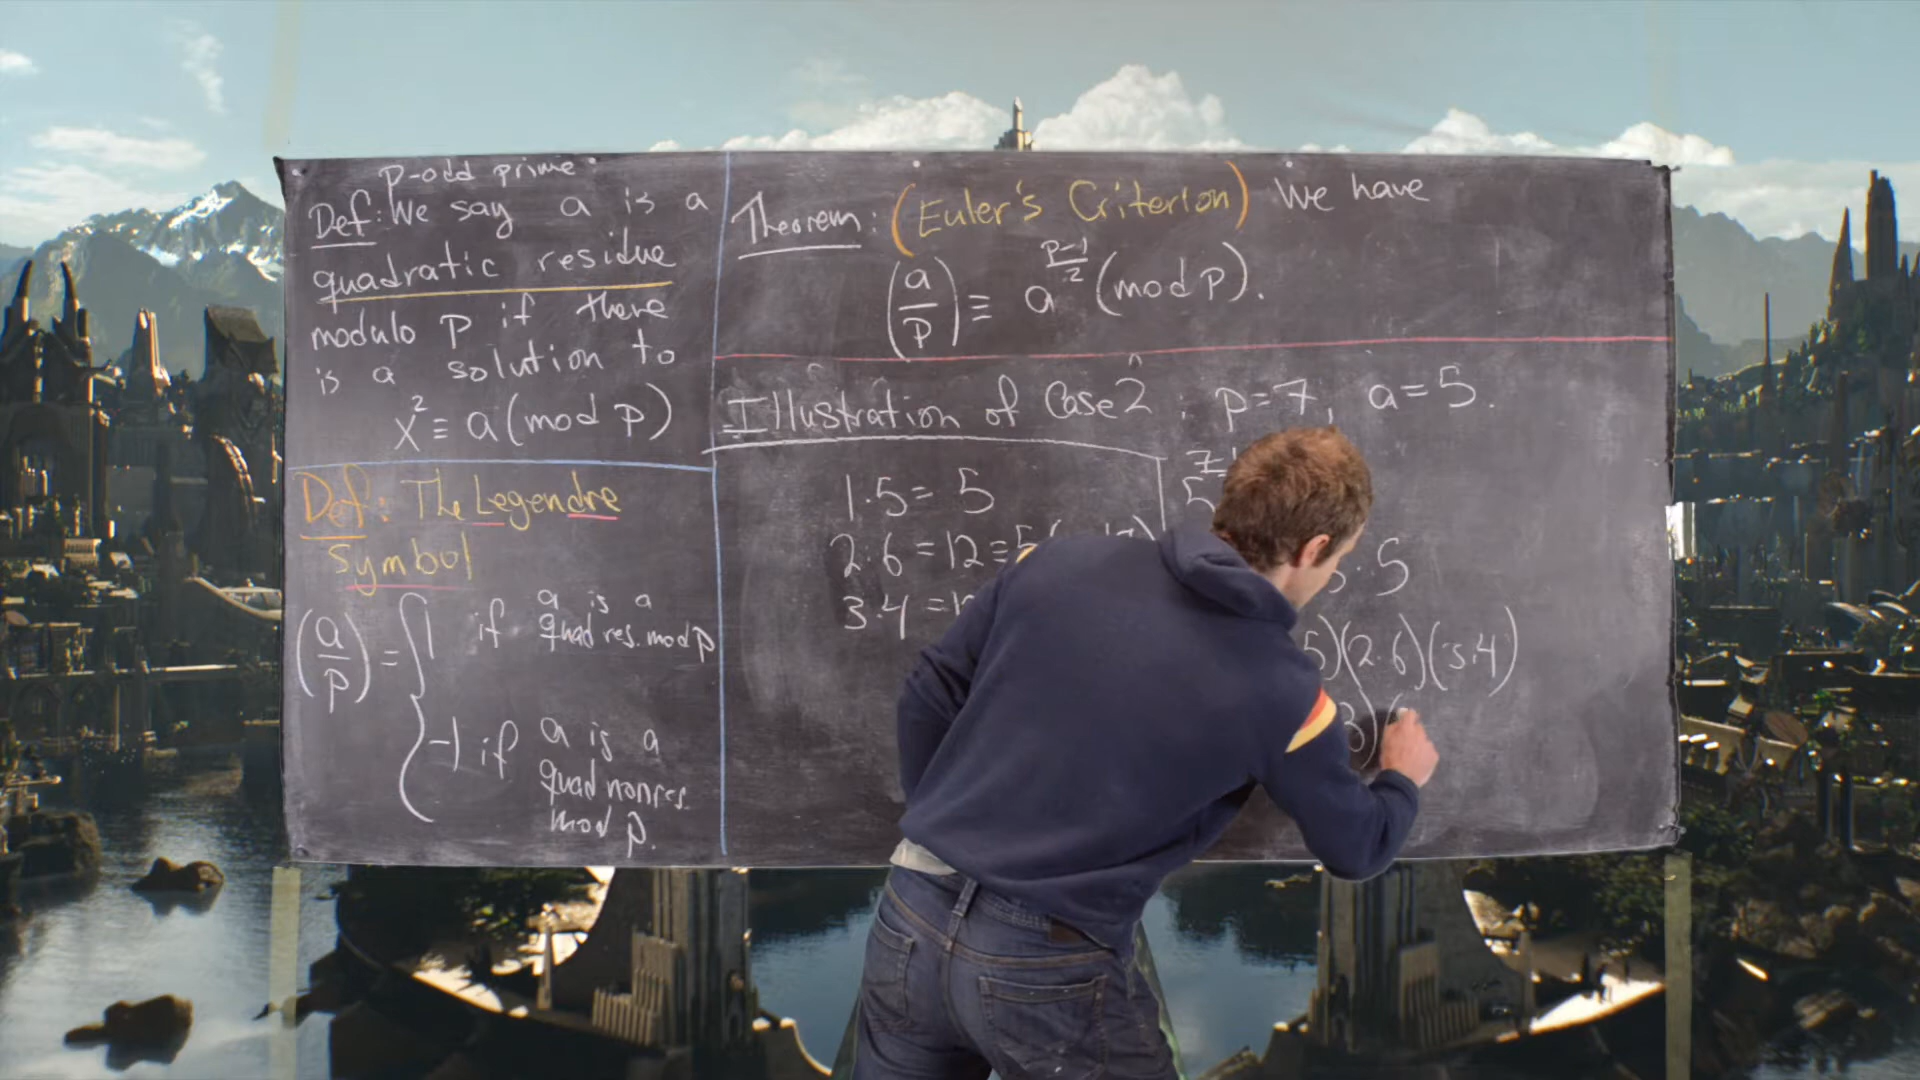 p-odd prime
Def: We say a is a
quadratic residue
modulo p if there
is a solution to
x² ≡ a (mod p)
Def: The Legendre
symbol
(a/p) = { 1 if a is a
quad res. mod p
-1 if a is a
quad nonres.
mod p.
Theorem: (Euler's Criterion) We have
(a/p) ≡ a^((p-1)/2) (mod p).
Illustration of Case 2: p=7, a=5.
1·5 = 5
2·6 = 12 ≡ 5
3·4 =
5
·5
5)(2·6)(3·4)
3)(